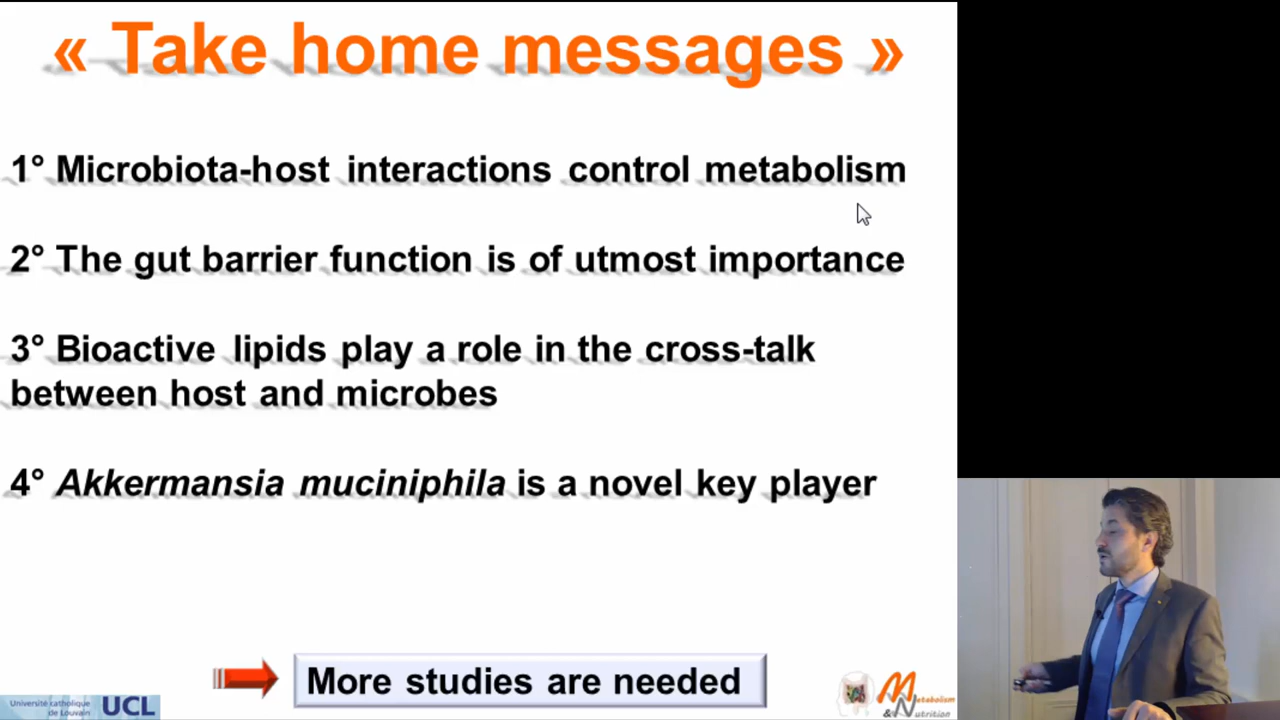 « Take home messages »
1° Microbiota-host interactions control metabolism
2° The gut barrier function is of utmost importance
3° Bioactive lipids play a role in the cross-talk
between host and microbes
4° Akkermansia muciniphila is a novel key player
More studies are needed
Université catholique
de Louvain
UCL
Metabolism
& Nutrition